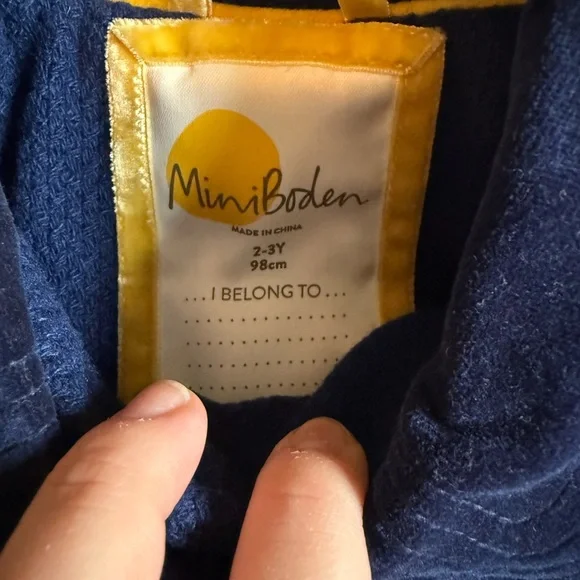 MiniBoden
MADE IN CHINA
2-3Y
98cm
...I BELONG TO...